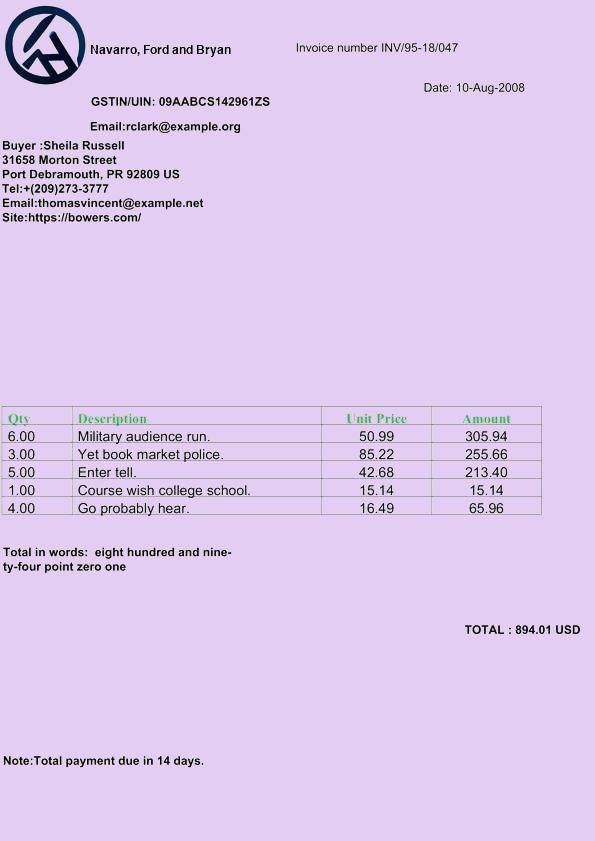 Navarro, Ford and Bryan
Invoice number INV/95-18/047
Date: 10-Aug-2008
GSTIN/UIN: 09AABCS142961ZS
Email:rclark@example.org
Buyer :Sheila Russell
31658 Morton Street
Port Debramouth, PR 92809 US
Tel:+(209)273-3777
Email:thomasvincent@example.net
Site:https://bowers.com/
Qty Description Unit Price Amount
6.00 Military audience run. 50.99 305.94
3.00 Yet book market police. 85.22 255.66
5.00 Enter tell. 42.68 213.40
1.00 Course wish college school. 15.14 15.14
4.00 Go probably hear. 16.49 65.96
Total in words:  eight hundred and nine-
ty-four point zero one
TOTAL : 894.01 USD
Note:Total payment due in 14 days.